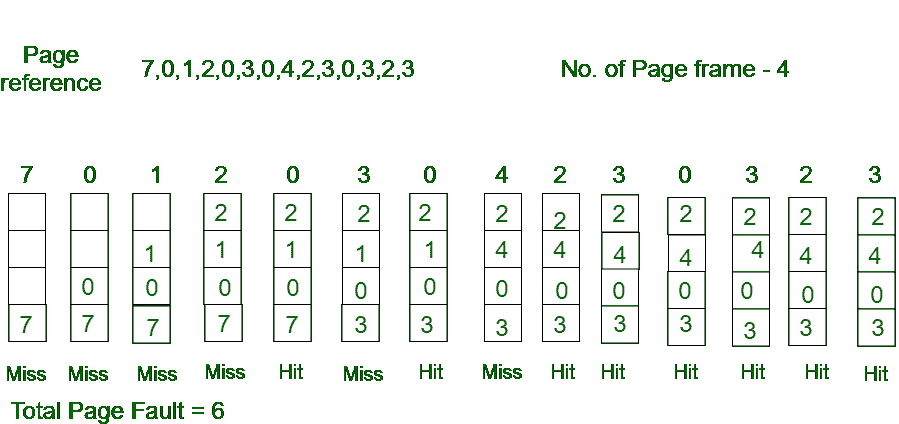 Page reference
7,0,1,2,0,3,0,4,2,3,0,3,2,3
No. of Page frame - 4
7 0 1 2 0 3 0 4 2 3 0 3 2 3
2 2 2 2 2 2 2 2 2 2 2
1 1 1 1 1 4 4 4 4 4 4 4
0 0 0 0 0 0 0 0 0 0 0 0 0
7 7 7 7 7 3 3 3 3 3 3 3 3 3
Miss Miss Miss Miss Hit Miss Hit Miss Hit Hit Hit Hit Hit Hit
Total Page Fault = 6